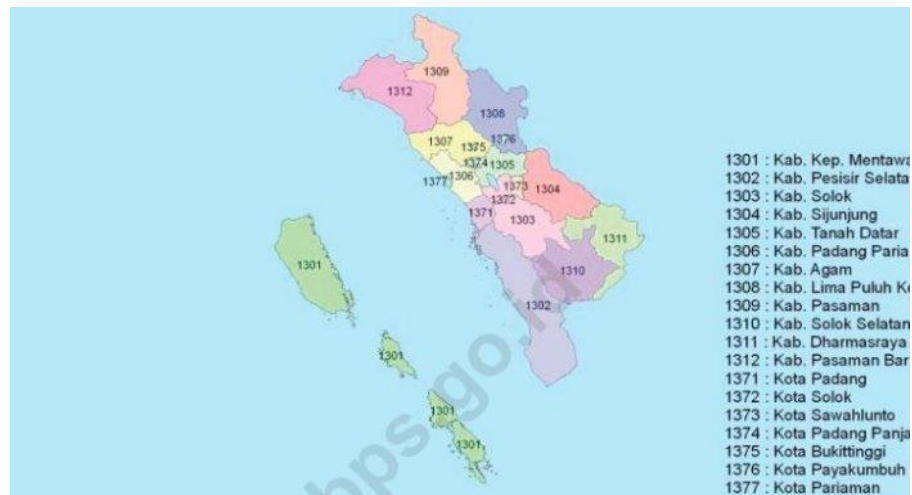 1309
1312
1308
1307
1375
1376
1374
1305
1377
1306
1373
1304
1372
1371
1303
1311
1301
1310
1302
1301
1301
1301
bps.go.id
1301 : Kab. Kep. Mentawa
1302 : Kab. Pesisir Selata
1303 : Kab. Solok
1304 : Kab. Sijunjung
1305 : Kab. Tanah Datar
1306 : Kab. Padang Paria
1307 : Kab. Agam
1308 : Kab. Lima Puluh Ko
1309 : Kab. Pasaman
1310 : Kab. Solok Selatan
1311 : Kab. Dharmasraya
1312 : Kab. Pasaman Bar
1371 : Kota Padang
1372 : Kota Solok
1373 : Kota Sawahlunto
1374 : Kota Padang Panja
1375 : Kota Bukittinggi
1376 : Kota Payakumbuh
1377 : Kota Pariaman